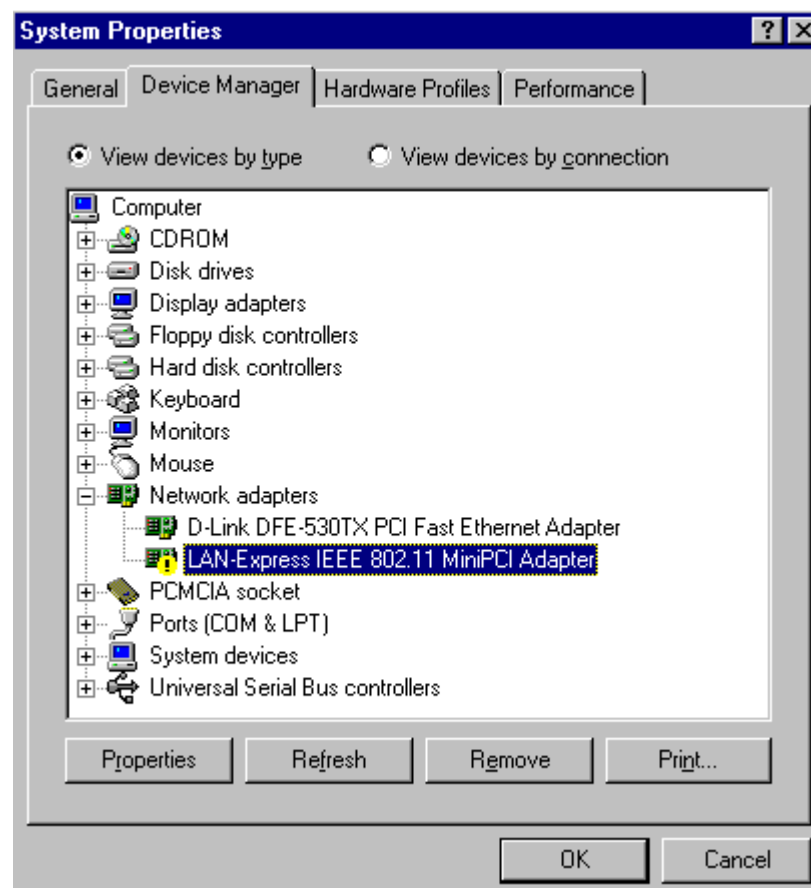 System Properties
General Device Manager Hardware Profiles Performance
View devices by type View devices by connection
Computer
CDROM
Disk drives
Display adapters
Floppy disk controllers
Hard disk controllers
Keyboard
Monitors
Mouse
Network adapters
D-Link DFE-530TX PCI Fast Ethernet Adapter
LAN-Express IEEE 802.11 MiniPCI Adapter
PCMCIA socket
Ports (COM & LPT)
System devices
Universal Serial Bus controllers
Properties Refresh Remove Print...
OK Cancel